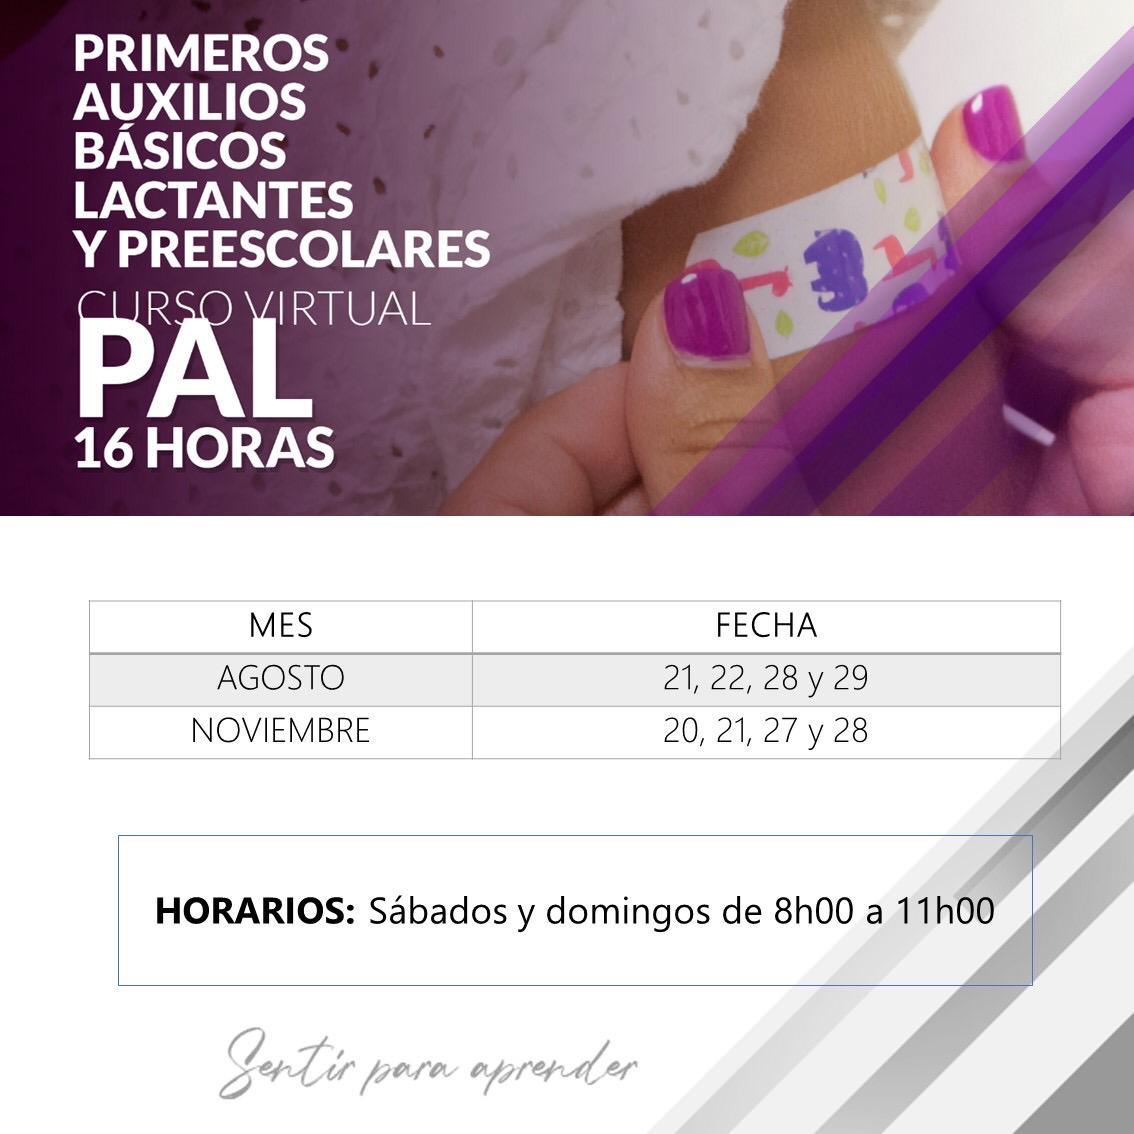 PRIMEROS
AUXILIOS
BÁSICOS
LACTANTES
Y PREESCOLARES
CURSO VIRTUAL
PAL
16 HORAS
MES FECHA
AGOSTO 21, 22, 28 y 29
NOVIEMBRE 20, 21, 27 y 28
HORARIOS: Sábados y domingos de 8h00 a 11h00
Sentir para aprender